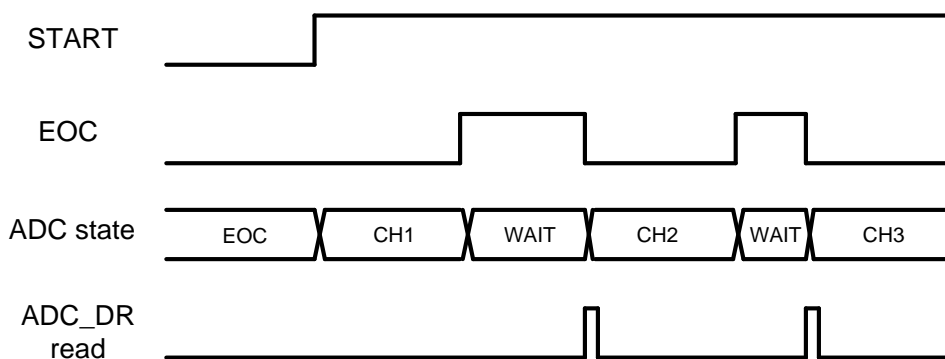 START
EOC
ADC state
EOC CH1 WAIT CH2 WAIT CH3
ADC_DR
read